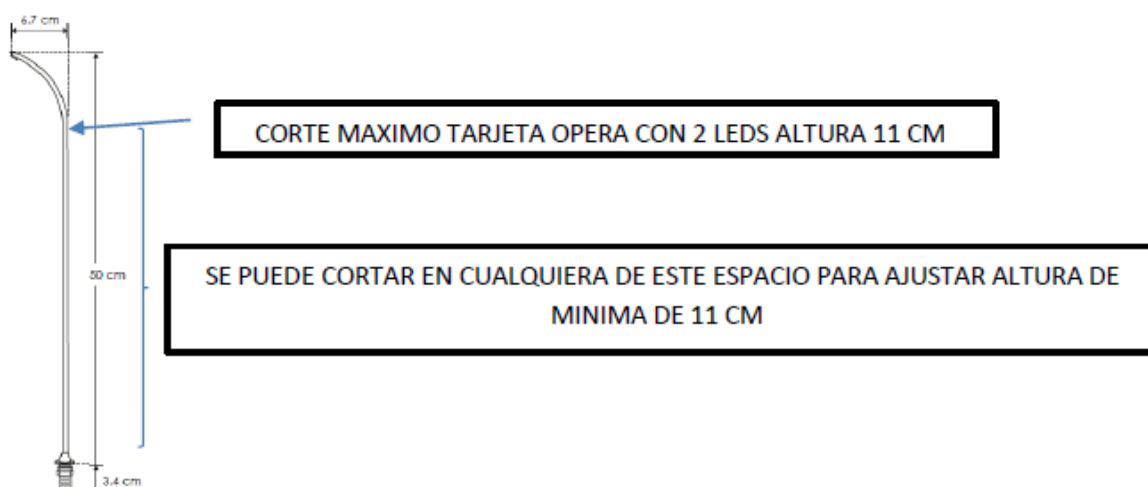 6.7 cm
CORTE MAXIMO TARJETA OPERA CON 2 LEDS ALTURA 11 CM
SE PUEDE CORTAR EN CUALQUIERA DE ESTE ESPACIO PARA AJUSTAR ALTURA DE
MINIMA DE 11 CM
50 cm
3.4 cm